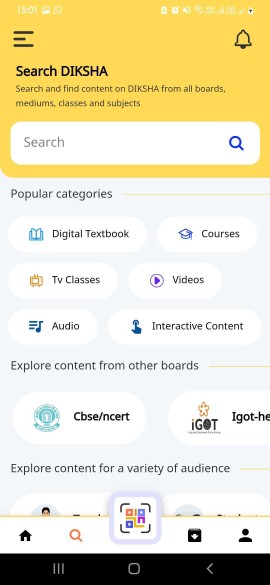 15:01
Search DIKSHA
Search and find content on DIKSHA from all boards,
mediums, classes and subjects
Search
Popular categories
Digital Textbook
Courses
Tv Classes
Videos
Audio
Interactive Content
Explore content from other boards
Cbse/ncert
iGOT
Igot-he
Explore content for a variety of audience